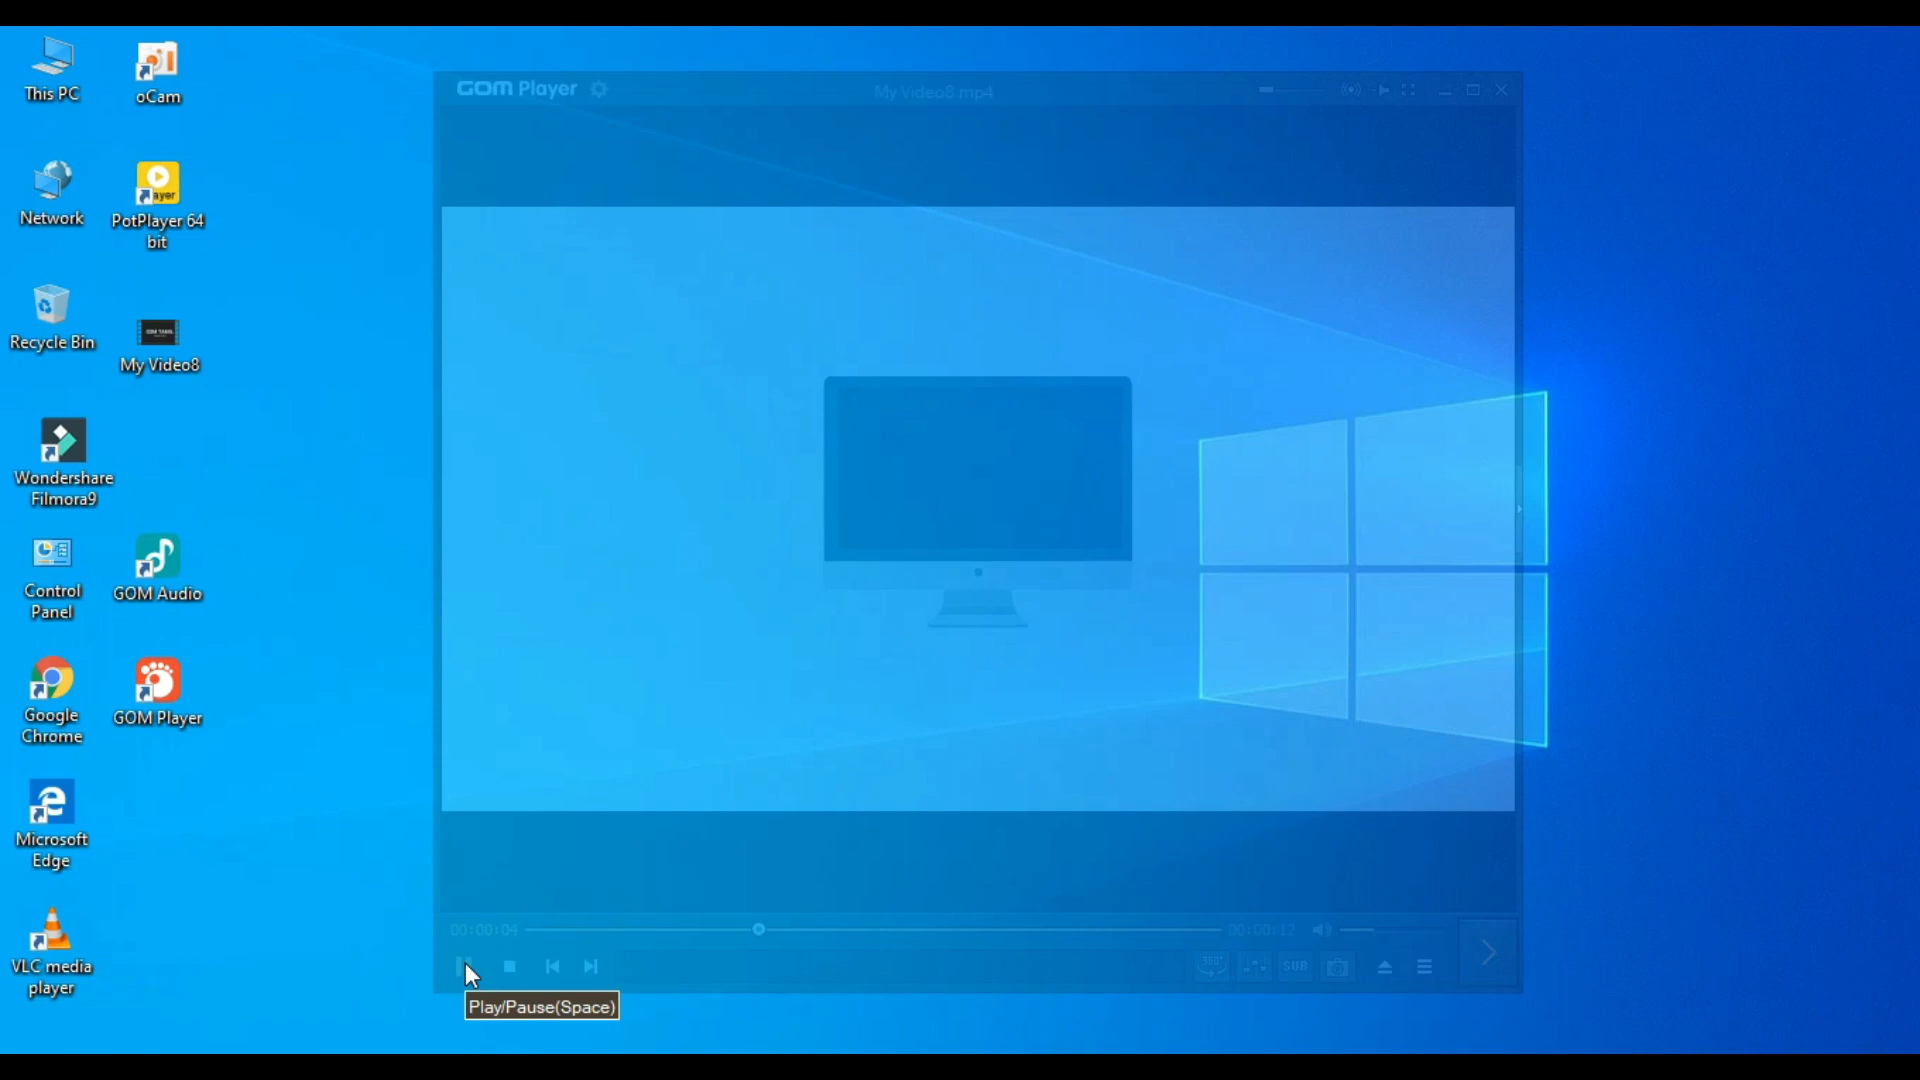 This PC
oCam
GOM Player
My Video8.mp4
Network
PotPlayer 64
bit
ayer
Recycle Bin
My Video8
Wondershare
Filmora9
Control
Panel
GOM Audio
Google
Chrome
GOM Player
Microsoft
Edge
VLC media
player
00:00:04
00:00:12
360°
SUB
Play/Pause(Space)